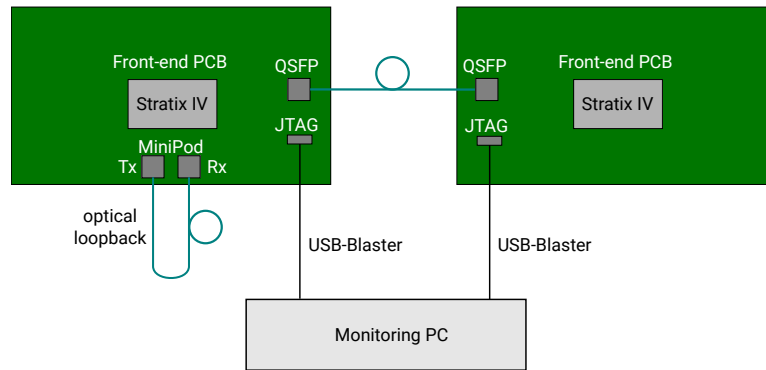 Front-end PCB
QSFP
QSFP
Front-end PCB
Stratix IV
Stratix IV
JTAG
JTAG
MiniPod
Tx
Rx
optical
loopback
USB-Blaster
USB-Blaster
Monitoring PC